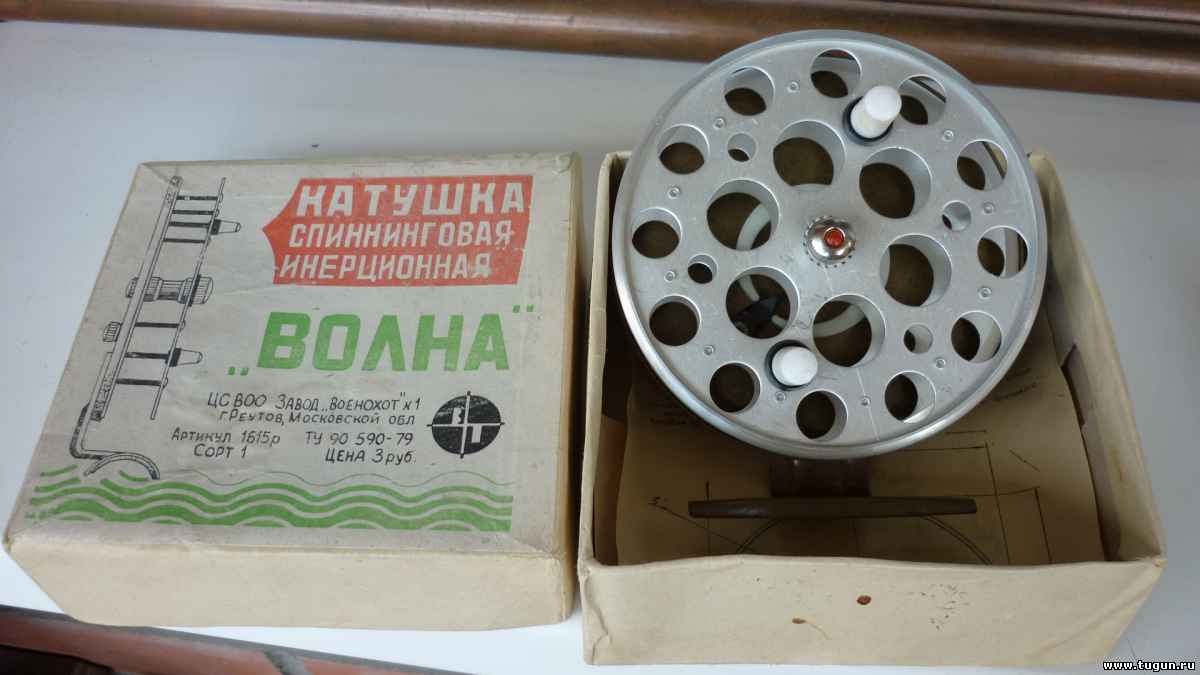 КАТУШКА
СПИННИНГОВАЯ
ИНЕРЦИОННАЯ
„ВОЛНА"
ЦС ВОО ЗАВОД „ВОЕНОХОТ" №1
Г. РЕУТОВ, МОСКОВСКОЙ ОБЛ
АРТИКУЛ 1615р ТУ 90 590-79
СОРТ 1 ЦЕНА 3 руб.
www.tugun.ru